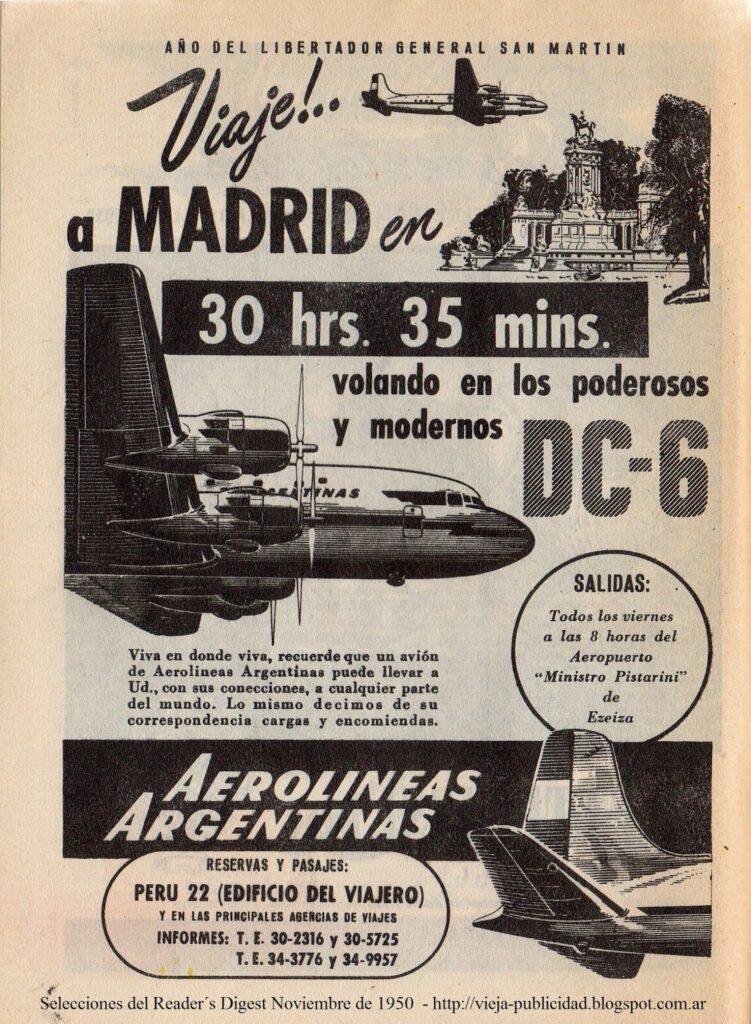 AÑO DEL LIBERTADOR GENERAL SAN MARTIN
Viaje!..
a MADRID en
30 hrs. 35 mins.
volando en los poderosos
y modernos DC-6
SALIDAS:
Todos los viernes
a las 8 horas del
Aeropuerto
"Ministro Pistarini"
de
Ezeiza
Viva en donde viva, recuerde que un avión
de Aerolineas Argentinas puede llevar a
Ud., con sus conecciones, a cualquier parte
del mundo. Lo mismo decimos de su
correspondencia cargas y encomiendas.
AEROLINEAS
ARGENTINAS
RESERVAS Y PASAJES:
PERU 22 (EDIFICIO DEL VIAJERO)
Y EN LAS PRINCIPALES AGENCIAS DE VIAJES
INFORMES: T. E. 30-2316 y 30-5725
T. E. 34-3776 y 34-9957
Selecciones del Reader´s Digest Noviembre de 1950 - http://vieja-publicidad.blogspot.com.ar